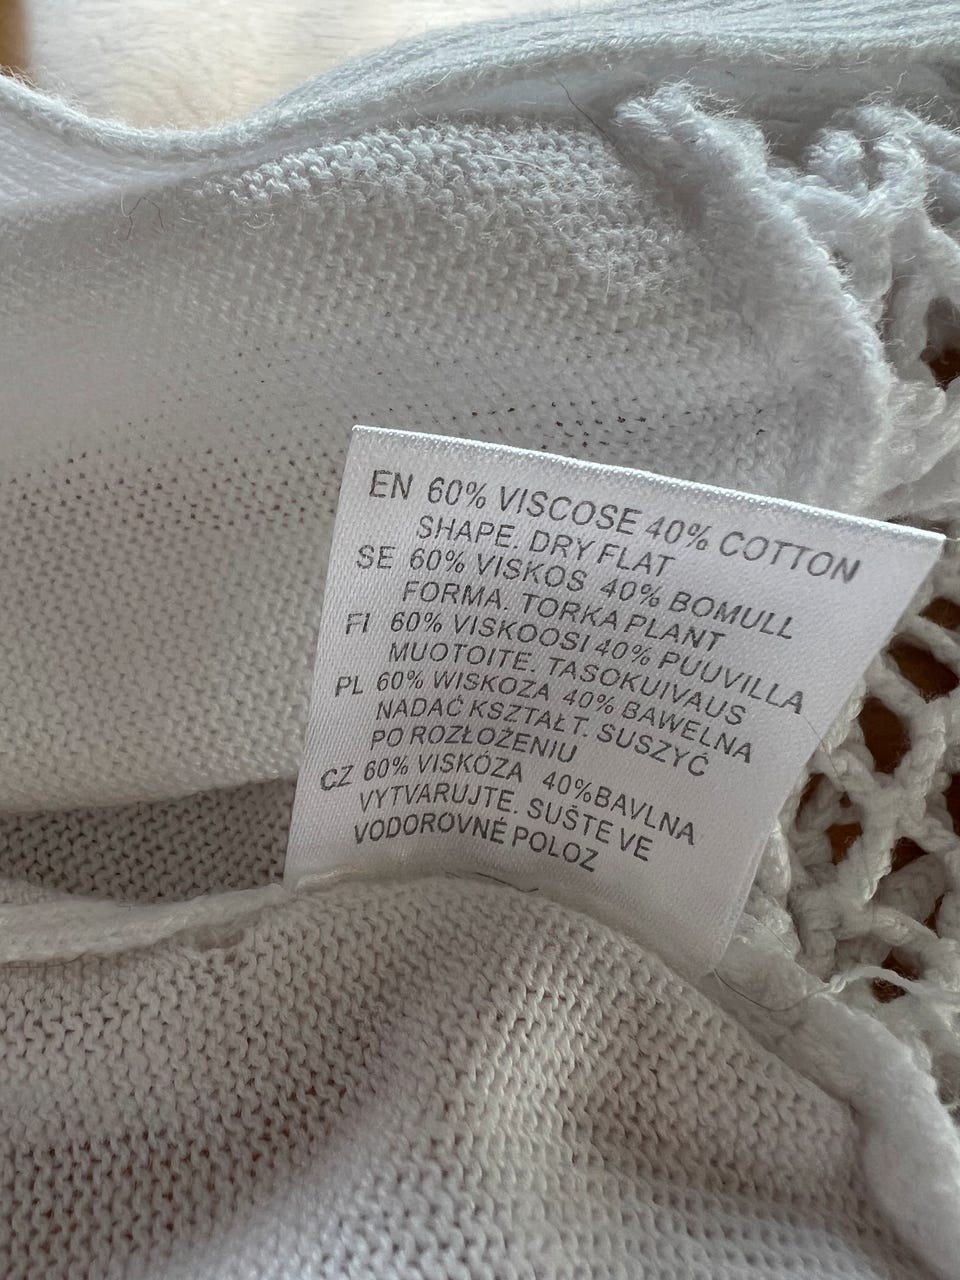 EN 60% VISCOSE 40% COTTON
SHAPE. DRY FLAT
SE 60% VISKOS 40% BOMULL
FORMA. TORKA PLANT
FI 60% VISKOOSI 40% PUUVILLA
MUOTOITE. TASOKUIVAUS
PL 60% WISKOZA 40% BAWEŁNA
NADAĆ KSZTAŁT. SUSZYĆ
PO ROZŁOŻENIU
CZ 60% VISKÓZA 40%BAVLNA
VYTVARUJTE. SUŠTE VE
VODOROVNÉ POLOZ